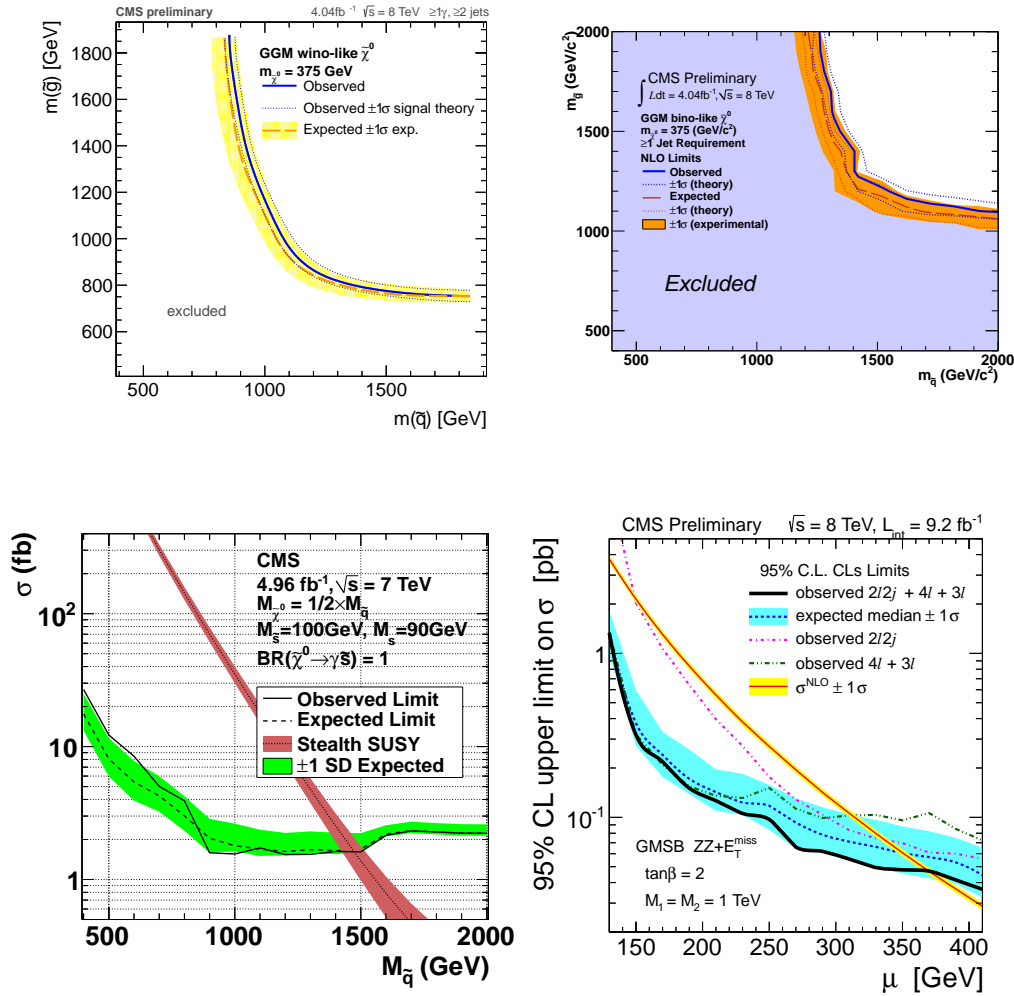 CMS preliminary 4.04fb⁻¹ √s = 8 TeV ≥1γ, ≥2 jets
m(g̃) [GeV]
1800
1600
1400
1200
1000
800
600
GGM wino-like χ̃⁰
m_χ̃⁰ = 375 GeV
Observed
Observed ±1σ signal theory
Expected ±1σ exp.
excluded
500 1000 1500
m(q̃) [GeV]
m_g̃ (GeV/c²)
2000
1500
1000
500
CMS Preliminary
∫ Ldt = 4.04fb⁻¹, √s = 8 TeV
GGM bino-like χ̃⁰
m_χ̃⁰ = 375 (GeV/c²)
≥1 Jet Requirement
NLO Limits
Observed
±1σ (theory)
Expected
±1σ (theory)
±1σ (experimental)
Excluded
500 1000 1500 2000
m_q̃ (GeV/c²)
σ (fb)
10²
10
1
CMS
4.96 fb⁻¹, √s = 7 TeV
M_χ̃⁰ = 1/2×M_q̃
M_s̃=100GeV, M_s=90GeV
BR(χ̃⁰→γs̃) = 1
Observed Limit
Expected Limit
Stealth SUSY
±1 SD Expected
500 1000 1500 2000
M_q̃ (GeV)
CMS Preliminary √s = 8 TeV, L_int = 9.2 fb⁻¹
95% CL upper limit on σ [pb]
1
10⁻¹
95% C.L. CLs Limits
observed 2l2j + 4l + 3l
expected median ± 1σ
observed 2l2j
observed 4l + 3l
σ^NLO ± 1σ
GMSB ZZ+E_T^miss
tanβ = 2
M₁ = M₂ = 1 TeV
150 200 250 300 350 400
μ [GeV]